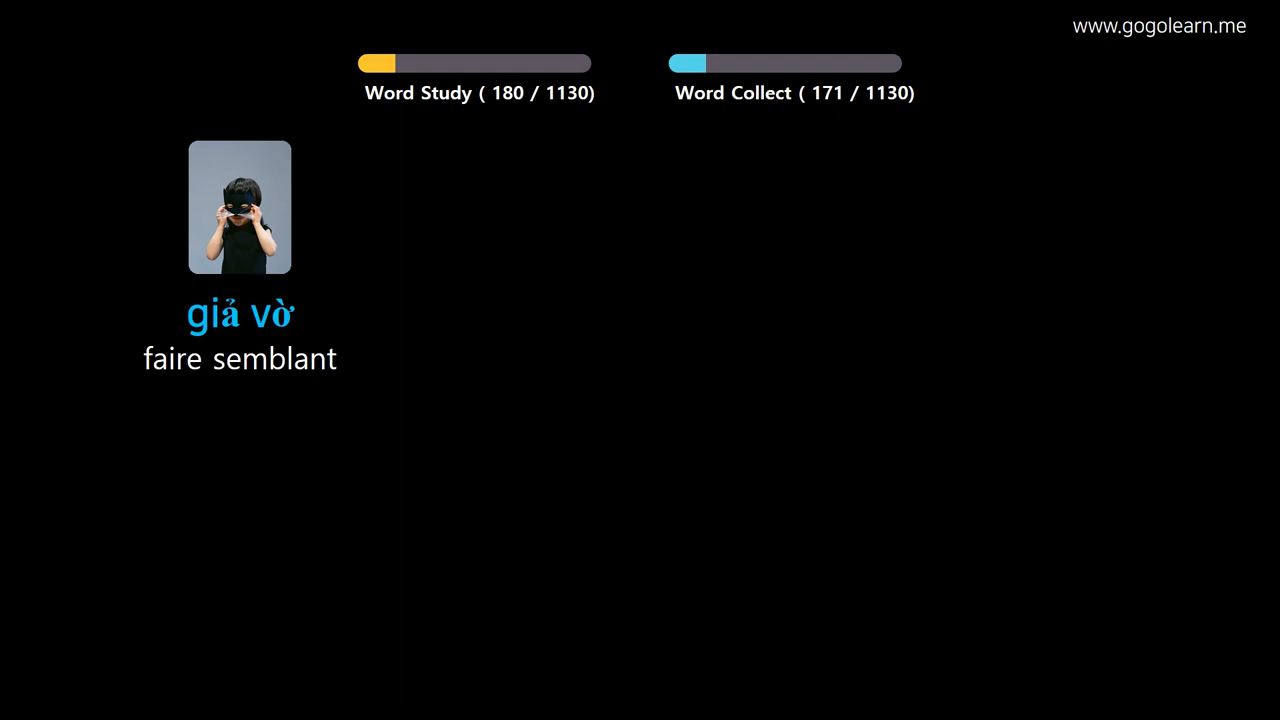 www.gogolearn.me
Word Study ( 180 / 1130)
Word Collect ( 171 / 1130)
giả vờ
faire semblant